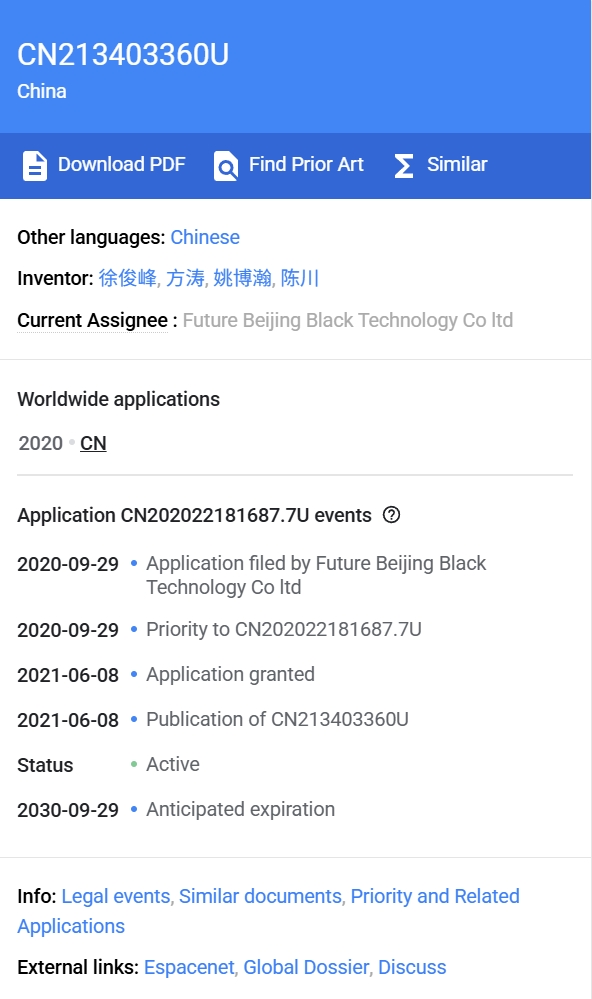 CN213403360U
China
Download PDF Find Prior Art Similar
Other languages: Chinese
Inventor: 徐俊峰, 方涛, 姚博瀚, 陈川
Current Assignee : Future Beijing Black Technology Co ltd
Worldwide applications
2020 • CN
Application CN202022181687.7U events
2020-09-29 • Application filed by Future Beijing Black
Technology Co ltd
2020-09-29 • Priority to CN202022181687.7U
2021-06-08 • Application granted
2021-06-08 • Publication of CN213403360U
Status • Active
2030-09-29 • Anticipated expiration
Info: Legal events, Similar documents, Priority and Related
Applications
External links: Espacenet, Global Dossier, Discuss